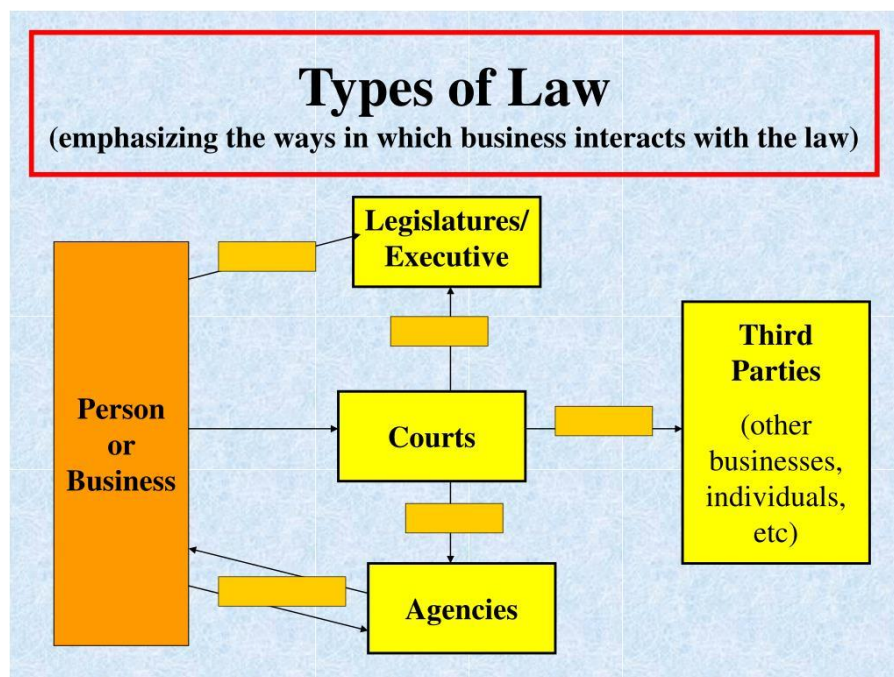 Types of Law
(emphasizing the ways in which business interacts with the law)
Legislatures/
Executive
Person
or
Business
Courts
Third
Parties
(other
businesses,
individuals,
etc)
Agencies